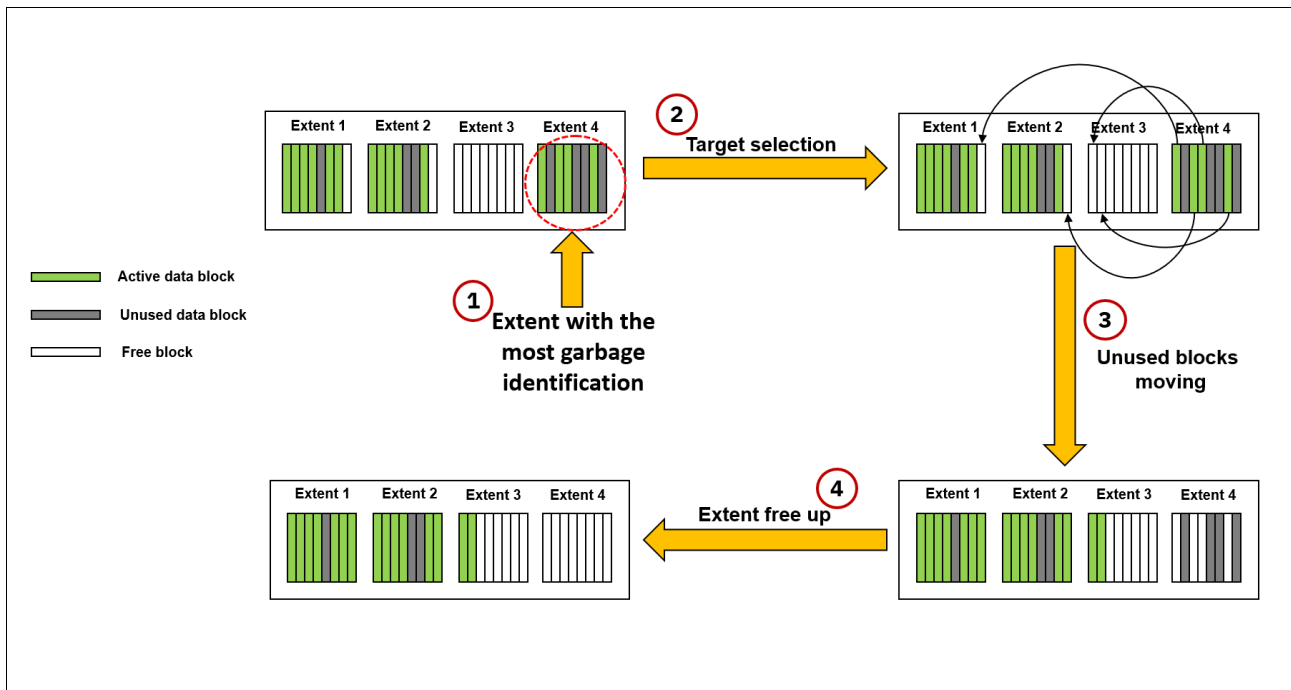 Extent 1 Extent 2 Extent 3 Extent 4
2
Target selection
Extent 1 Extent 2 Extent 3 Extent 4
1
Extent with the
most garbage
identification
Active data block
Unused data block
Free block
3
Unused blocks
moving
Extent 1 Extent 2 Extent 3 Extent 4
4
Extent free up
Extent 1 Extent 2 Extent 3 Extent 4